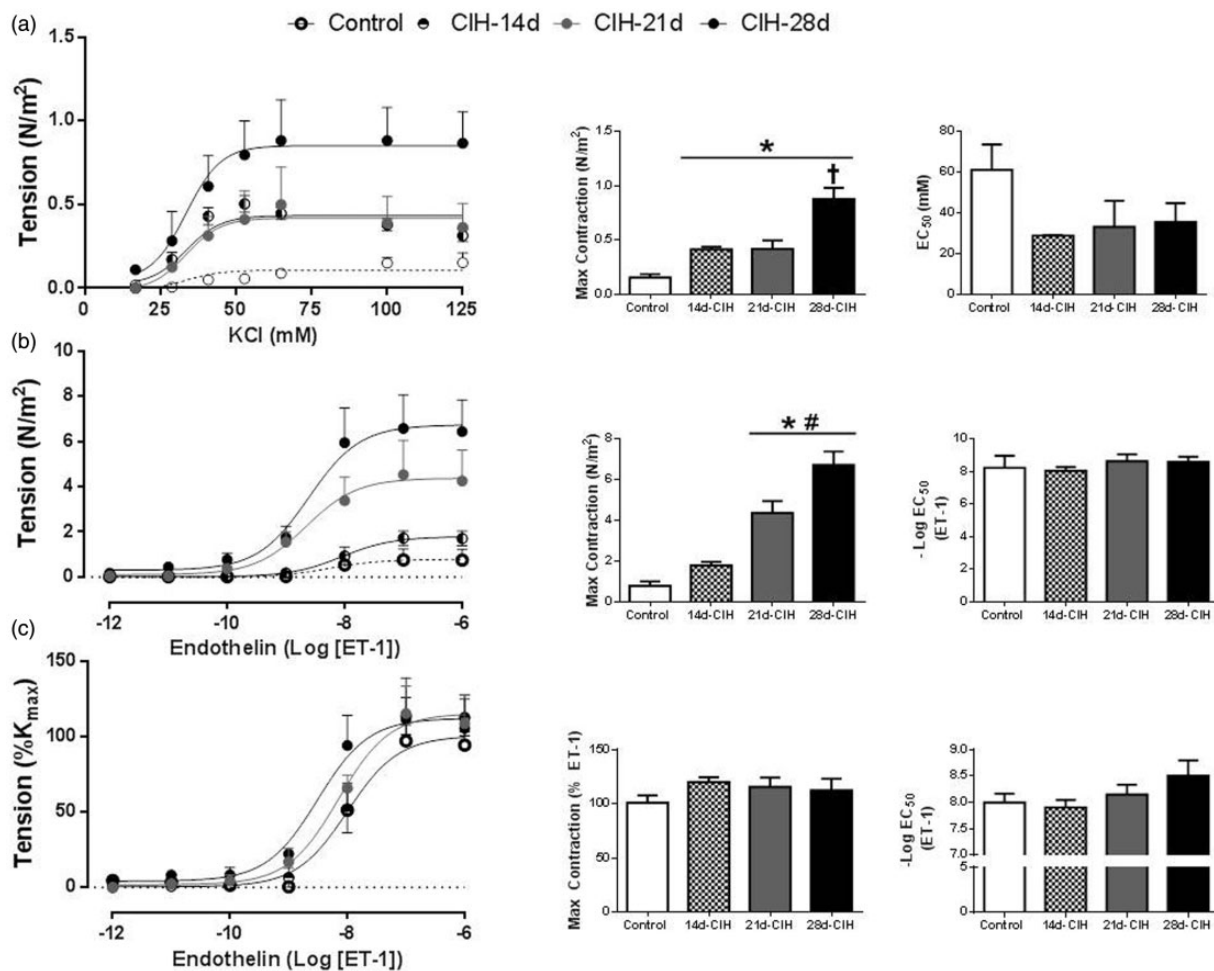 (a)
Control CIH-14d CIH-21d CIH-28d
Tension (N/m²)
1.5
1.0
0.5
0.0
0 25 50 75 100 125
KCl (mM)
Max Contraction (N/m²)
1.5
1.0
0.5
0.0
*
†
Control 14d-CIH 21d-CIH 28d-CIH
EC50 (mM)
80
60
40
20
0
Control 14d-CIH 21d-CIH 28d-CIH
(b)
Tension (N/m²)
10
8
6
4
2
0
-12 -10 -8 -6
Endothelin (Log [ET-1])
Max Contraction (N/m²)
8
6
4
2
0
* #
Control 14d-CIH 21d-CIH 28d-CIH
- Log EC50
(ET-1)
10
8
6
4
2
0
Control 14d-CIH 21d-CIH 28d-CIH
(c)
Tension (%Kmax)
150
100
50
0
-12 -10 -8 -6
Endothelin (Log [ET-1])
Max Contraction (% ET-1)
150
100
50
0
Control 14d-CIH 21d-CIH 28d-CIH
-Log EC50
(ET-1)
9.0
8.5
8.0
7.5
7.0
5
0
Control 14d-CIH 21d-CIH 28d-CIH